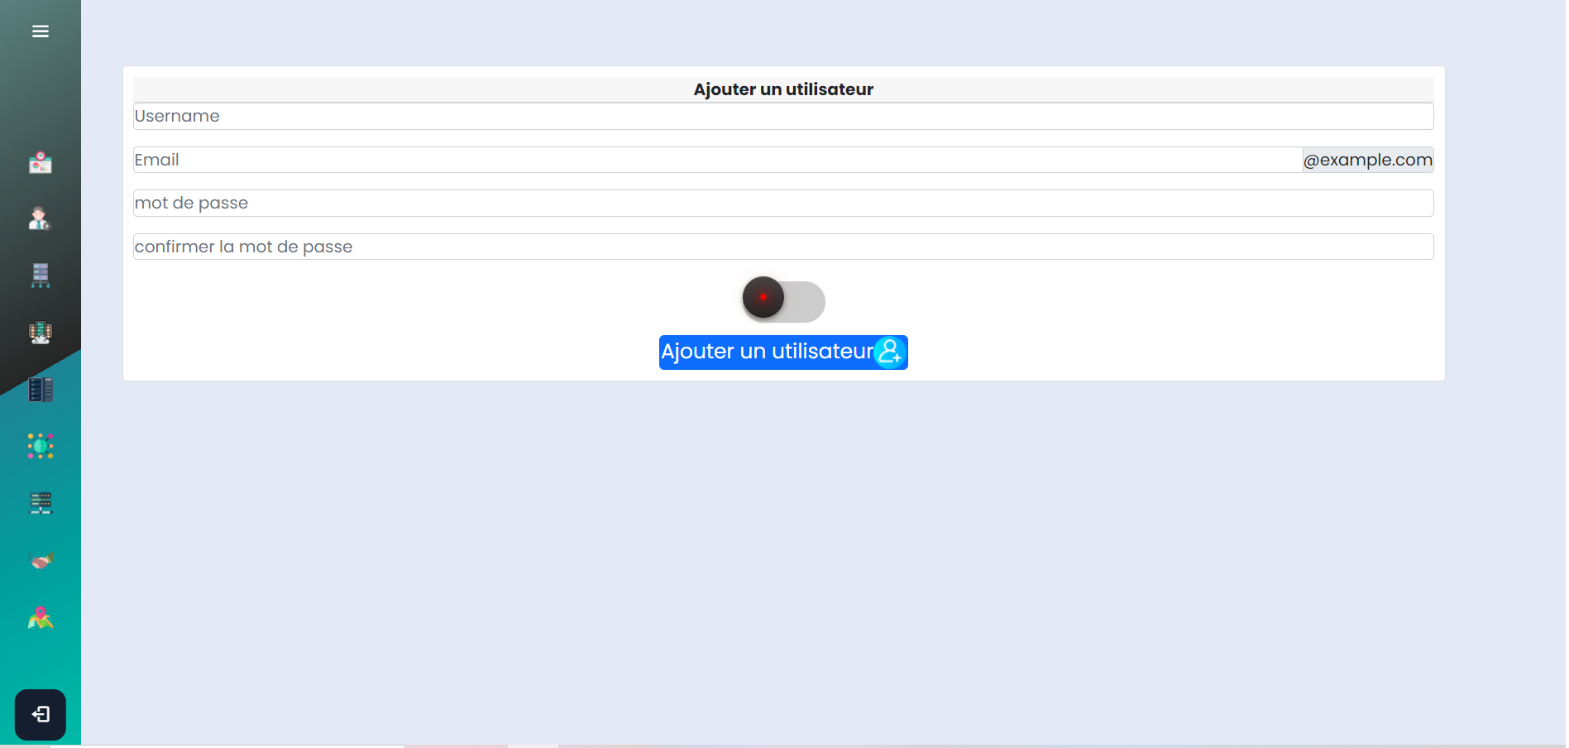 Ajouter un utilisateur
Username
Email @example.com
mot de passe
confirmer la mot de passe
Ajouter un utilisateur